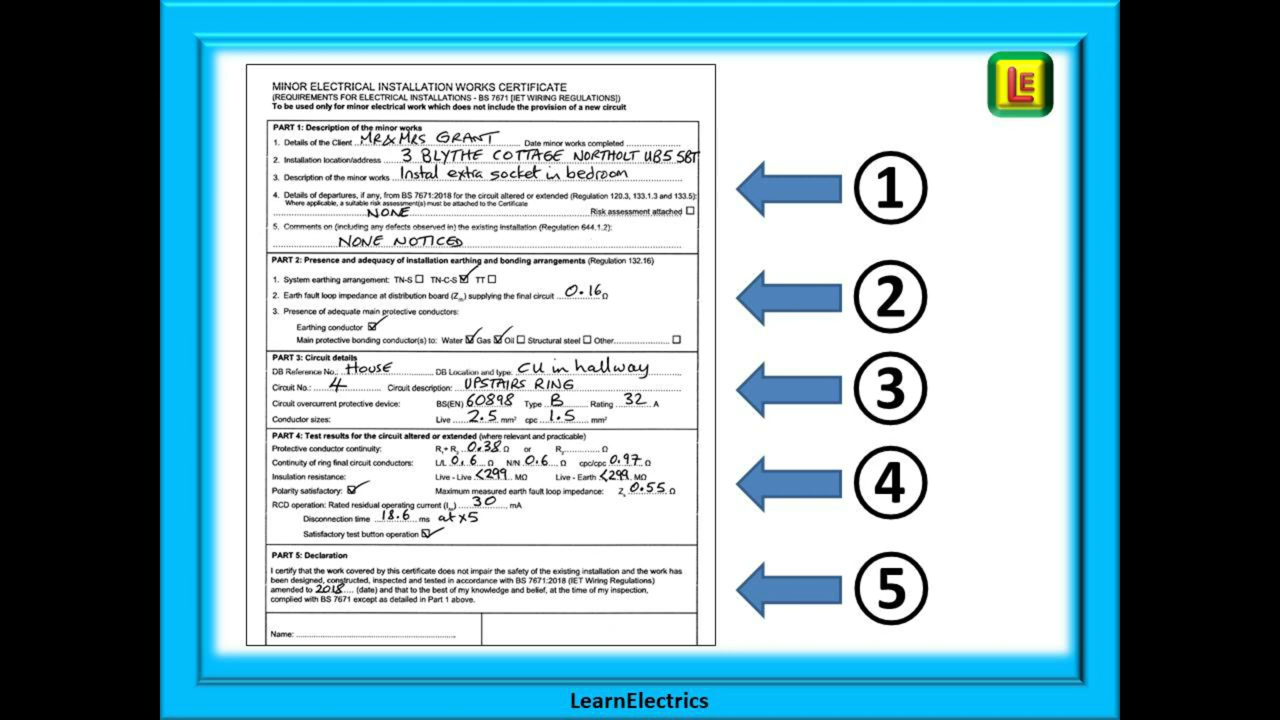 MINOR ELECTRICAL INSTALLATION WORKS CERTIFICATE
(REQUIREMENTS FOR ELECTRICAL INSTALLATIONS - BS 7671 [IET WIRING REGULATIONS])
To be used only for minor electrical work which does not include the provision of a new circuit
LE
PART 1: Description of the minor works
1. Details of the Client MR & MRS GRANT Date minor works completed
2. Installation location/address 3 BLYTHE COTTAGE NORTHOLT UB5 5BT
3. Description of the minor works Instal extra socket in bedroom
4. Details of departures, if any, from BS 7671:2018 for the circuit altered or extended (Regulation 120.3, 133.1.3 and 133.5):
Where applicable, a suitable risk assessment(s) must be attached to the Certificate
NONE Risk assessment attached
5. Comments on (including any defects observed in) the existing installation (Regulation 644.1.2):
NONE NOTICED
1
PART 2: Presence and adequacy of installation earthing and bonding arrangements (Regulation 132.16)
1. System earthing arrangement: TN-S TN-C-S TT
2. Earth fault loop impedance at distribution board (Z) supplying the final circuit 0.16 Ω
3. Presence of adequate main protective conductors:
Earthing conductor
Main protective bonding conductor(s) to: Water Gas Oil Structural steel Other
2
PART 3: Circuit details
DB Reference No.: HOUSE DB Location and type: CU in hallway
Circuit No.: 4 Circuit description: UPSTAIRS RING
Circuit overcurrent protective device: BS(EN) 60898 Type B Rating 32 A
Conductor sizes: Live 2.5 mm² cpc 1.5 mm²
3
PART 4: Test results for the circuit altered or extended (where relevant and practicable)
Protective conductor continuity: R₁+ R₂ 0.38 Ω or R₂ Ω
Continuity of ring final circuit conductors: L/L 0.6 Ω N/N 0.6 Ω cpc/cpc 0.97 Ω
Insulation resistance: Live - Live <299 MΩ Live - Earth <299 MΩ
Polarity satisfactory: Maximum measured earth fault loop impedance: Zs 0.55 Ω
RCD operation: Rated residual operating current (I) 30 mA
Disconnection time 18.6 ms at x5
Satisfactory test button operation
4
PART 5: Declaration
I certify that the work covered by this certificate does not impair the safety of the existing installation and the work has
been designed, constructed, inspected and tested in accordance with BS 7671:2018 (IET Wiring Regulations)
amended to 2018 (date) and that to the best of my knowledge and belief, at the time of my inspection,
complied with BS 7671 except as detailed in Part 1 above.
5
Name:
LearnElectrics